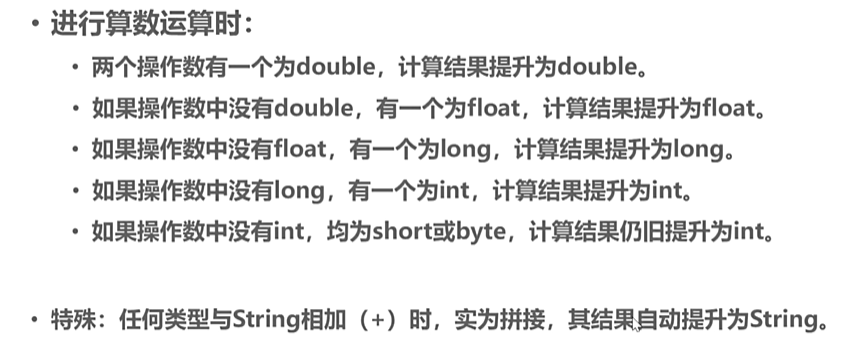 • 进行算数运算时：
• 两个操作数有一个为double，计算结果提升为double。
• 如果操作数中没有double，有一个为float，计算结果提升为float。
• 如果操作数中没有float，有一个为long，计算结果提升为long。
• 如果操作数中没有long，有一个为int，计算结果提升为int。
• 如果操作数中没有int，均为short或byte，计算结果仍旧提升为int。
• 特殊：任何类型与String相加（+）时，实为拼接，其结果自动提升为String。